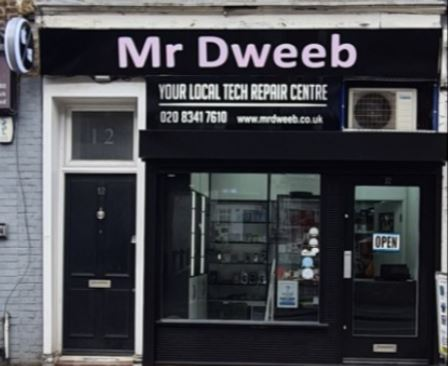 Mr Dweeb
YOUR LOCAL TECH REPAIR CENTRE
020 8341 7610 www.mrdweeb.co.uk
12
OPEN